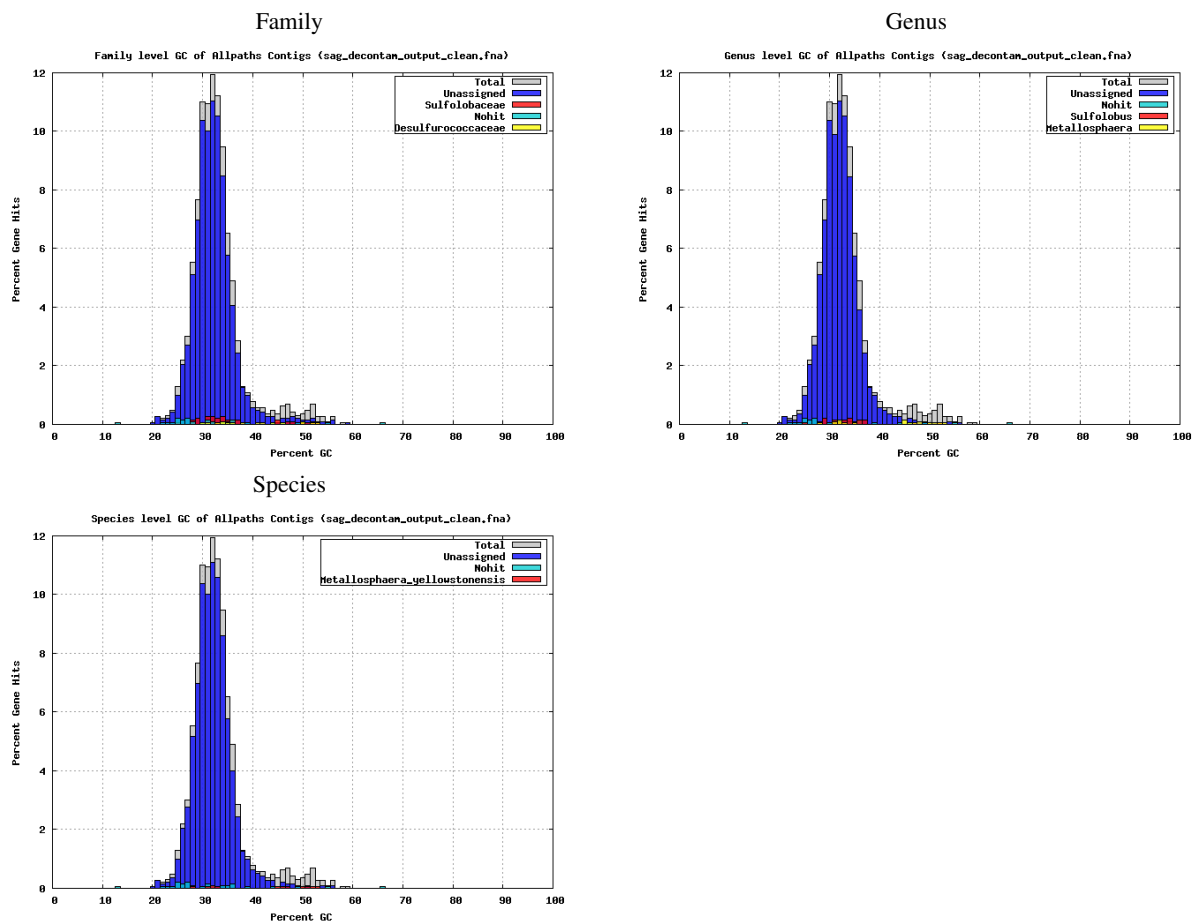 Family
Family level GC of Allpaths Contigs (sag_decontam_output_clean.fna)
Total
Unassigned
Sulfolobaceae
Nohit
Desulfurococcaceae
Percent Gene Hits
12
10
8
6
4
2
0
0 10 20 30 40 50 60 70 80 90 100
Percent GC
Genus
Genus level GC of Allpaths Contigs (sag_decontam_output_clean.fna)
Total
Unassigned
Nohit
Sulfolobus
Metallosphaera
Percent Gene Hits
12
10
8
6
4
2
0
0 10 20 30 40 50 60 70 80 90 100
Percent GC
Species
Species level GC of Allpaths Contigs (sag_decontam_output_clean.fna)
Total
Unassigned
Nohit
Metallosphaera_yellowstonensis
Percent Gene Hits
12
10
8
6
4
2
0
0 10 20 30 40 50 60 70 80 90 100
Percent GC